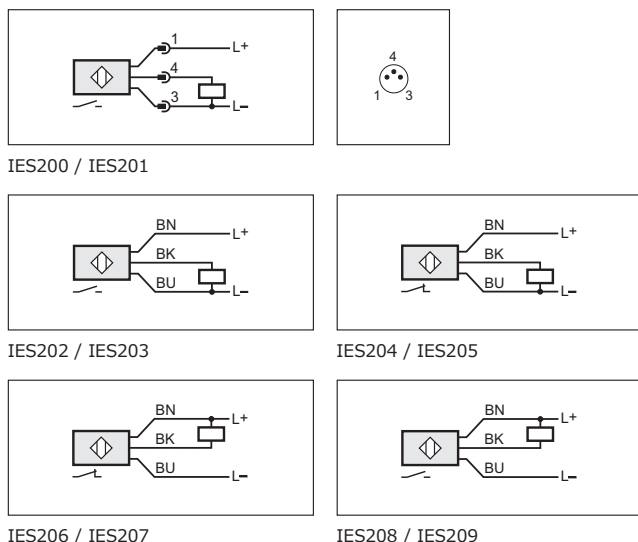 1
L+
4
3
L-
4
1 3
IES200 / IES201
BN
L+
BK
BU
L-
BN
L+
BK
BU
L-
IES202 / IES203
IES204 / IES205
BN
L+
BK
BU
L-
BN
L+
BK
BU
L-
IES206 / IES207
IES208 / IES209